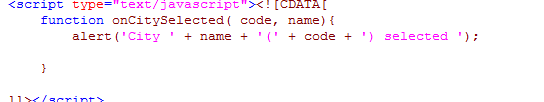 <script type="text/javascript"><![CDATA[
    function onCitySelected( code, name){
        alert('City ' + name + '(' + code + ') selected ');
    }
]]></script>